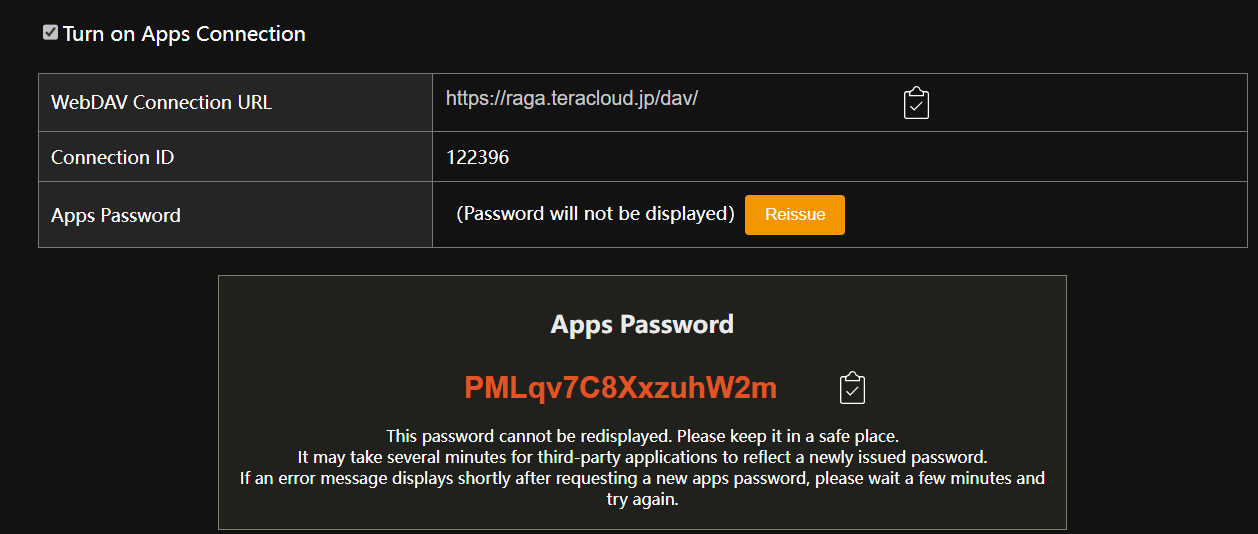 Turn on Apps Connection
WebDAV Connection URL https://raga.teracloud.jp/dav/
Connection ID 122396
Apps Password (Password will not be displayed) Reissue
Apps Password
PMLqv7C8XxzuhW2m
This password cannot be redisplayed. Please keep it in a safe place.
It may take several minutes for third-party applications to reflect a newly issued password.
If an error message displays shortly after requesting a new apps password, please wait a few minutes and
try again.